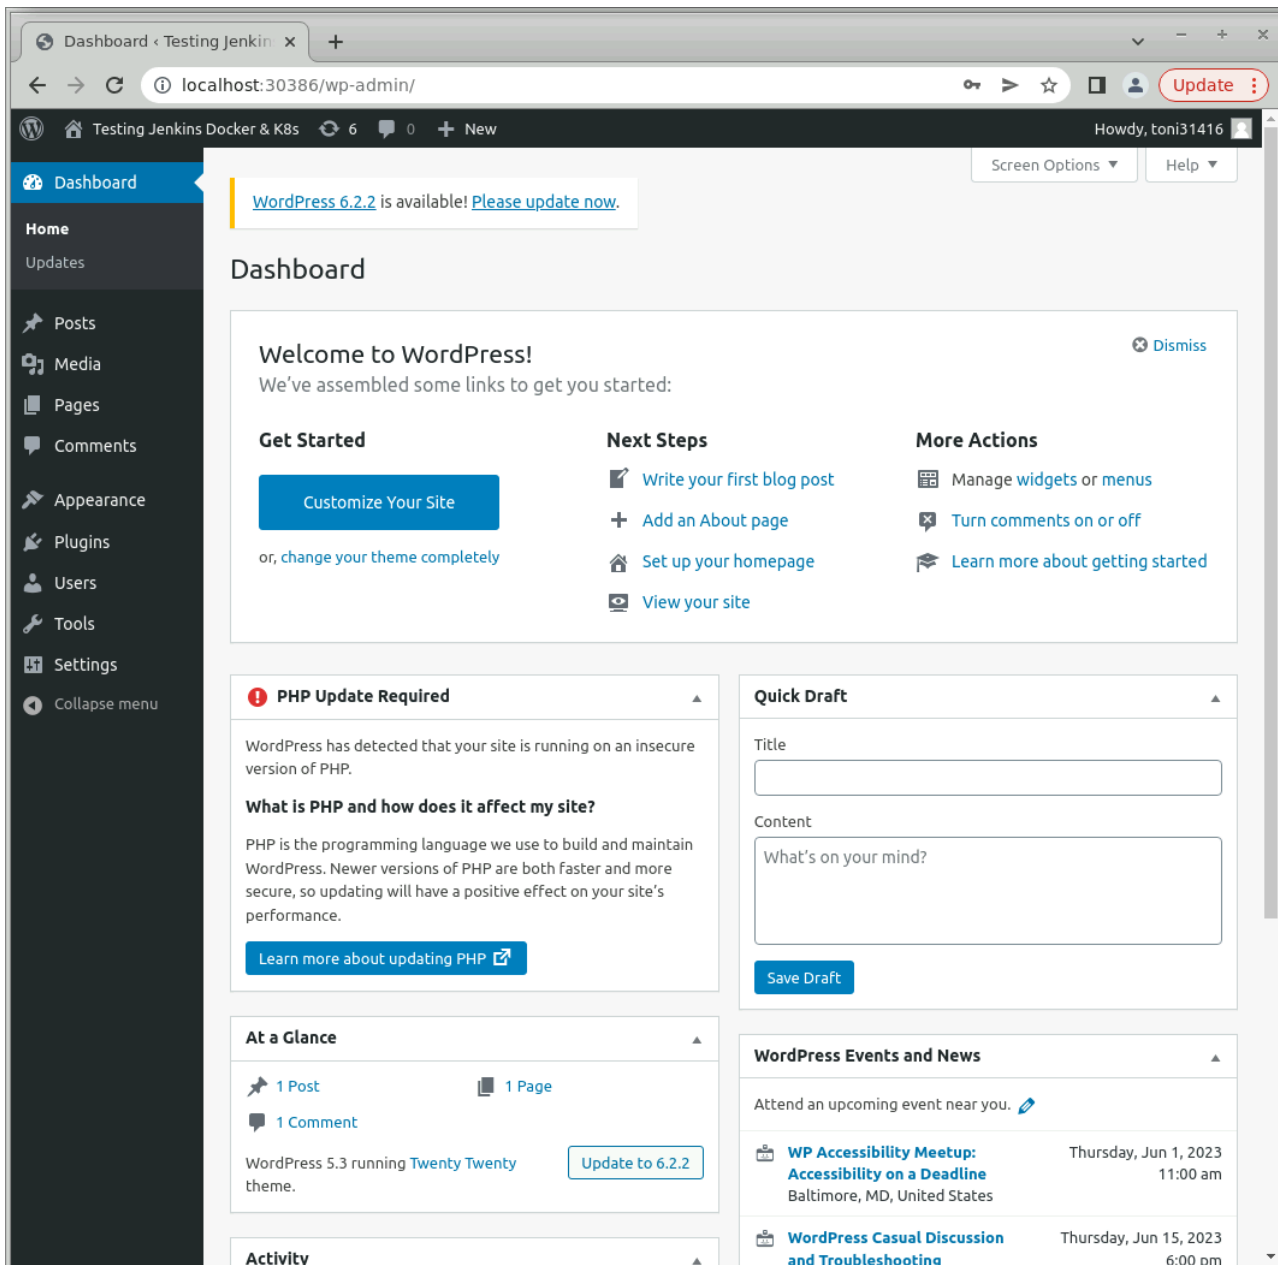 Dashboard ‹ Testing Jenkin
localhost:30386/wp-admin/
Update
Testing Jenkins Docker & K8s 6 0 New
Howdy, toni31416
Dashboard
Home
Updates
Posts
Media
Pages
Comments
Appearance
Plugins
Users
Tools
Settings
Collapse menu
Screen Options
Help
WordPress 6.2.2 is available! Please update now.
Dashboard
Welcome to WordPress!
We've assembled some links to get you started:
Dismiss
Get Started
Customize Your Site
or, change your theme completely
Next Steps
Write your first blog post
Add an About page
Set up your homepage
View your site
More Actions
Manage widgets or menus
Turn comments on or off
Learn more about getting started
PHP Update Required
WordPress has detected that your site is running on an insecure
version of PHP.
What is PHP and how does it affect my site?
PHP is the programming language we use to build and maintain
WordPress. Newer versions of PHP are both faster and more
secure, so updating will have a positive effect on your site's
performance.
Learn more about updating PHP
At a Glance
1 Post
1 Page
1 Comment
WordPress 5.3 running Twenty Twenty
theme.
Update to 6.2.2
Activity
Quick Draft
Title
Content
What's on your mind?
Save Draft
WordPress Events and News
Attend an upcoming event near you.
WP Accessibility Meetup:
Accessibility on a Deadline
Baltimore, MD, United States
Thursday, Jun 1, 2023
11:00 am
WordPress Casual Discussion
and Troubleshooting
Thursday, Jun 15, 2023
6:00 pm